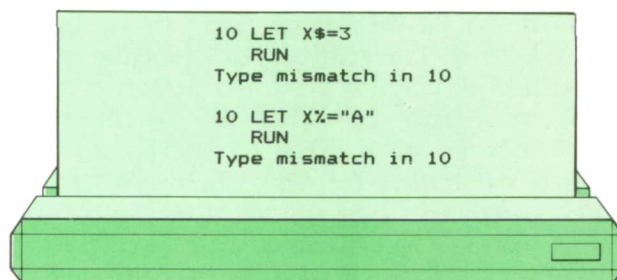 10 LET X$=3
RUN
Type mismatch in 10
10 LET X%="A"
RUN
Type mismatch in 10